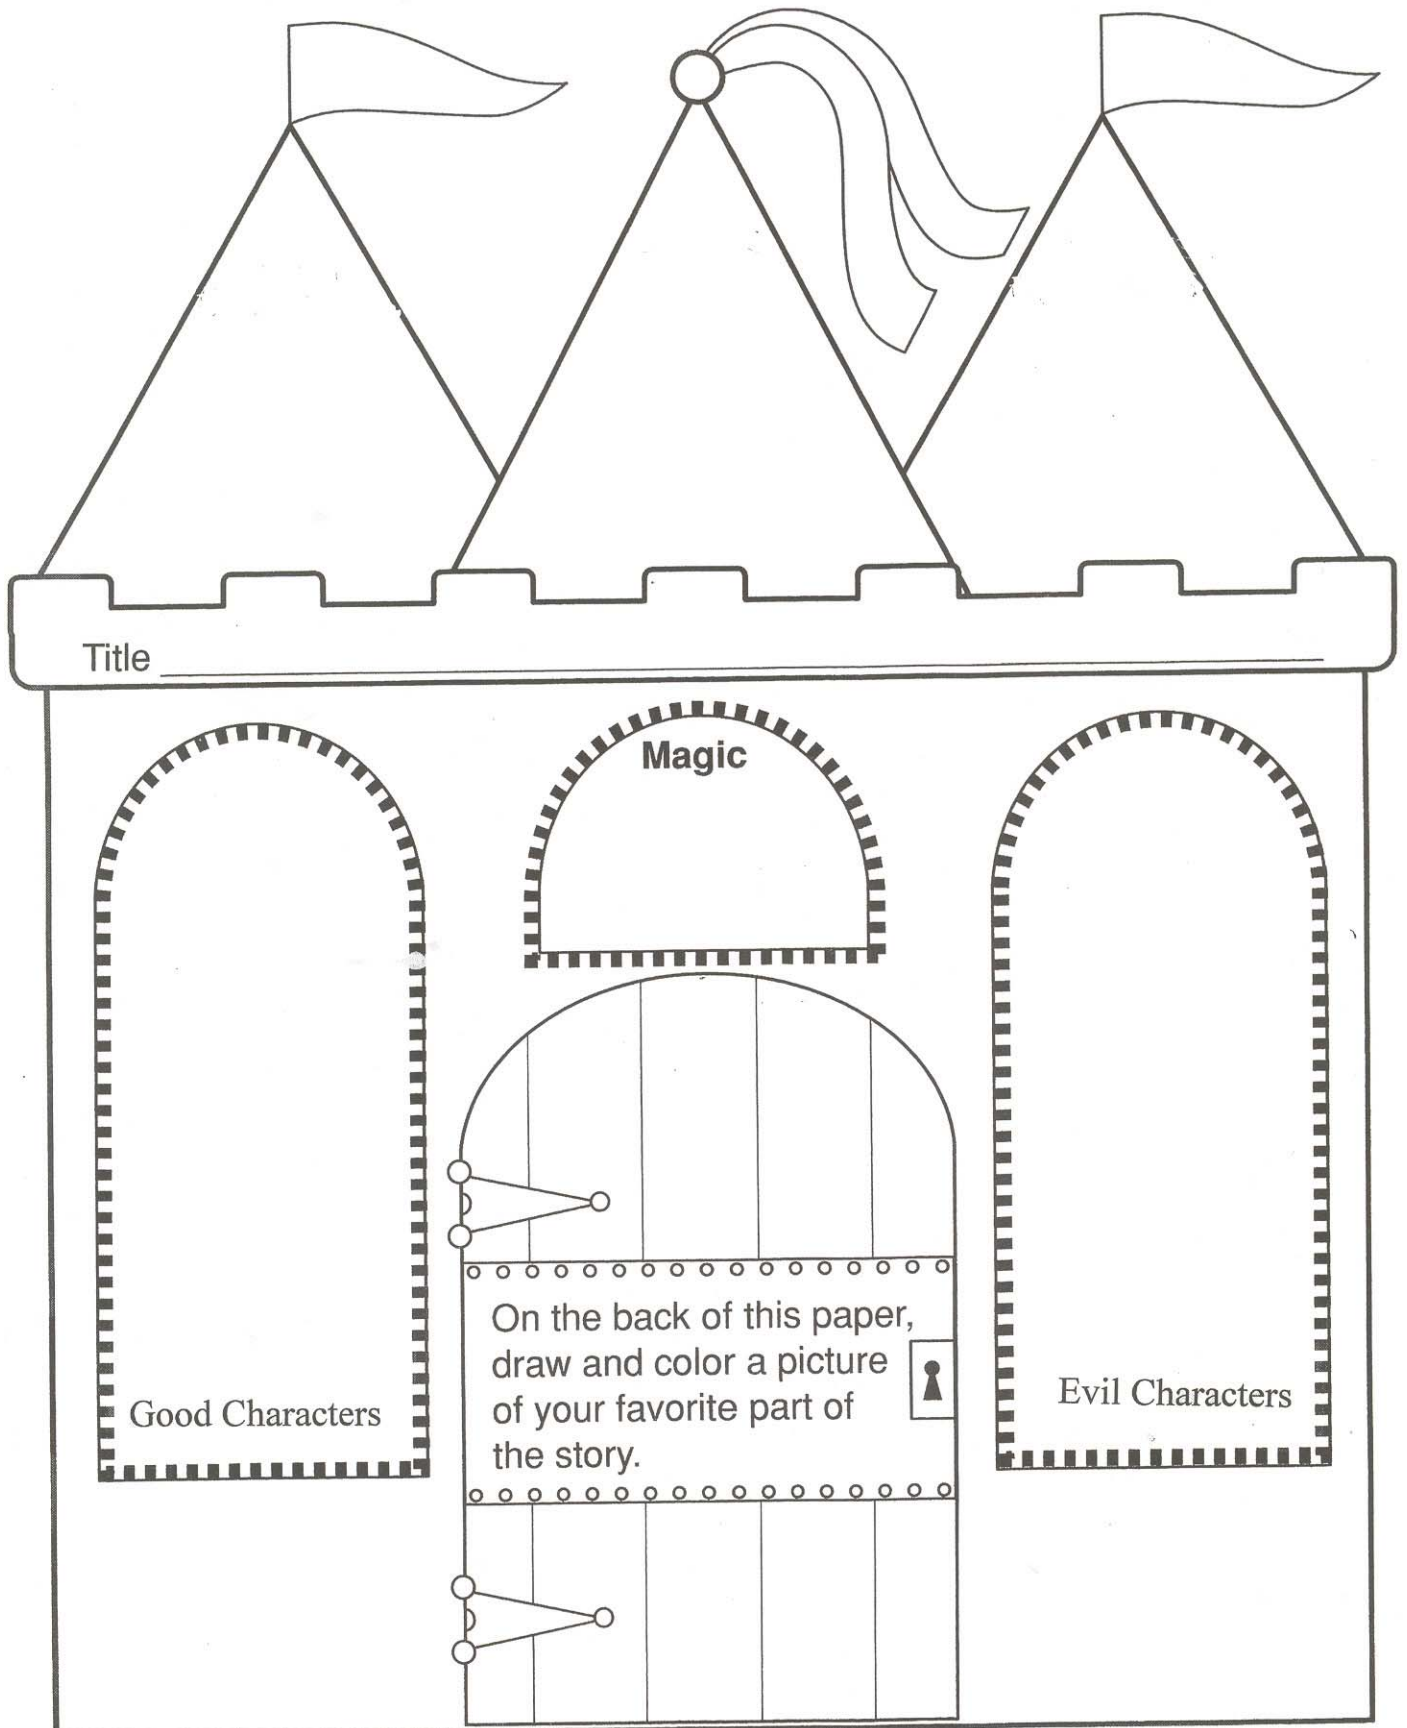 Title
Magic
Good Characters
On the back of this paper,
draw and color a picture
of your favorite part of
the story.
Evil Characters